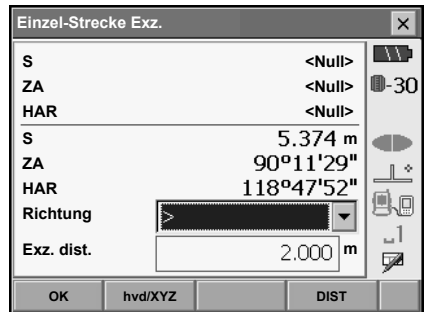 Einzel-Strecke Exz.
S <Null>
ZA <Null>
HAR <Null>
-30
S 5.374 m
ZA 90°11'29"
HAR 118°47'52"
Richtung >
Exz. dist. 2.000 m
1
OK hvd/XYZ DIST